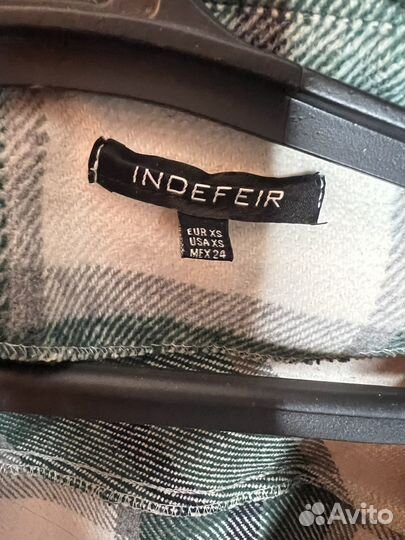 INDEFEIR
EUR XS
USA XS
MEX 24
Avito